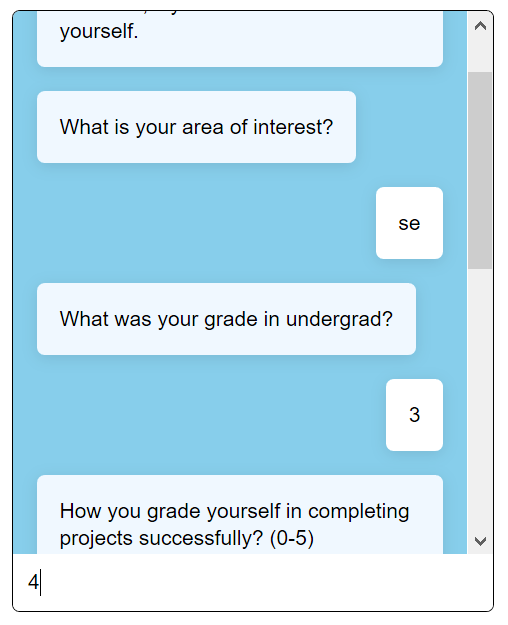 yourself.
What is your area of interest?
se
What was your grade in undergrad?
3
How you grade yourself in completing
projects successfully? (0-5)
4